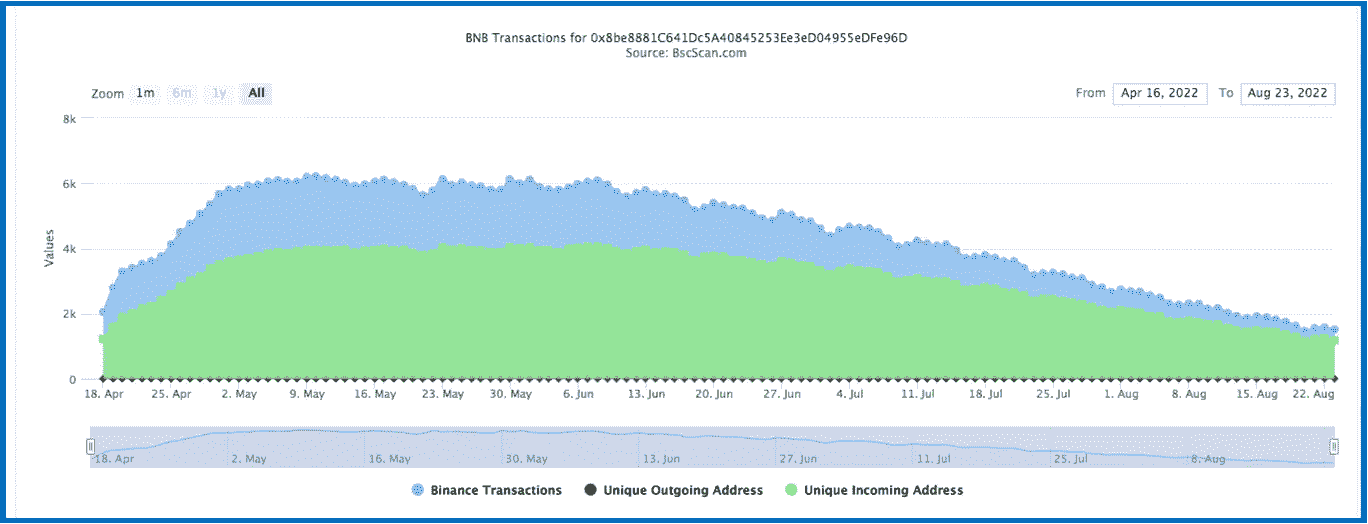 BNB Transactions for 0x8be8881C641Dc5A40845253Ee3eD04955eDFe96D
Source: BscScan.com
Zoom 1m 6m 1y All
From Apr 16, 2022 To Aug 23, 2022
Values
8k
6k
4k
2k
0
18. Apr 25. Apr 2. May 9. May 16. May 23. May 30. May 6. Jun 13. Jun 20. Jun 27. Jun 4. Jul 11. Jul 18. Jul 25. Jul 1. Aug 8. Aug 15. Aug 22. Aug
18. Apr 2. May 16. May 30. May 13. Jun 27. Jun 11. Jul 25. Jul 8. Aug
Binance Transactions Unique Outgoing Address Unique Incoming Address